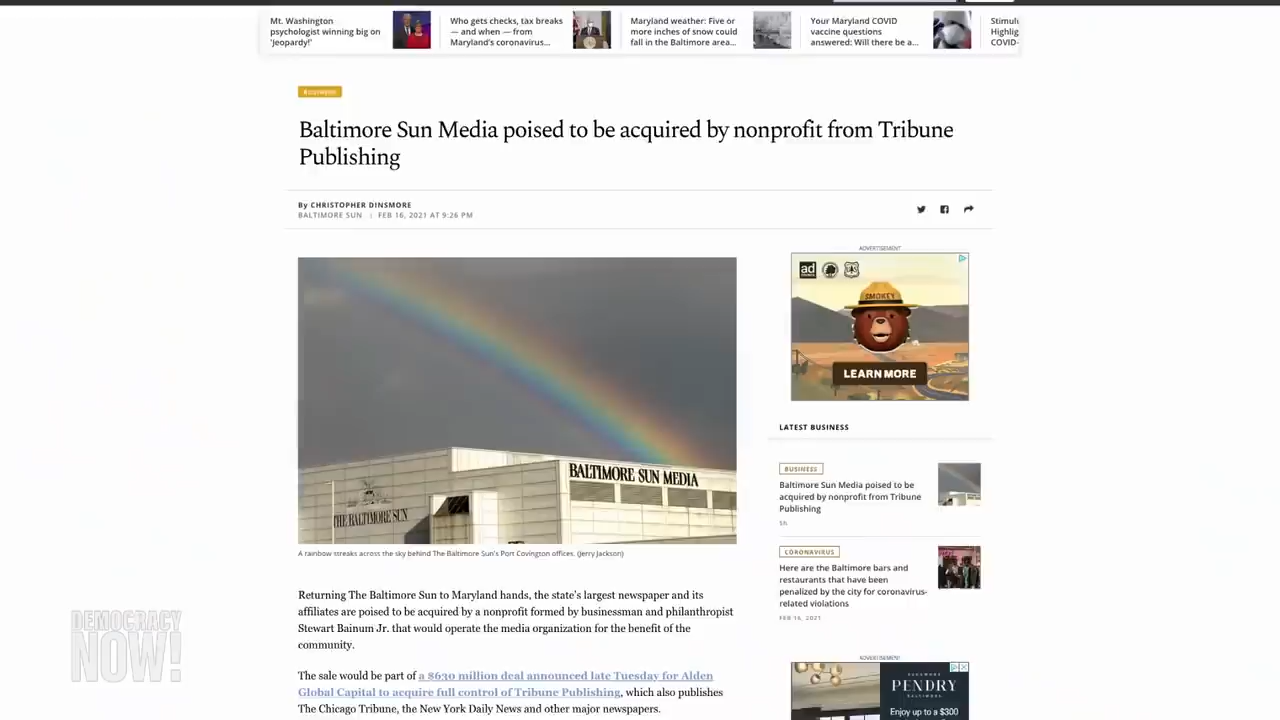 Mt. Washington
psychologist winning big on
'Jeopardy!'
Who gets checks, tax breaks
— and when — from
Maryland's coronavirus...
Maryland weather: Five or
more inches of snow could
fall in the Baltimore area...
Your Maryland COVID
vaccine questions
answered: Will there be a...
Stimul
Highlig
COVID-
BUSINESS
Baltimore Sun Media poised to be acquired by nonprofit from Tribune
Publishing
By CHRISTOPHER DINSMORE
BALTIMORE SUN | FEB 16, 2021 AT 9:26 PM
BALTIMORE SUN MEDIA
THE BALTIMORE SUN
A rainbow streaks across the sky behind The Baltimore Sun's Port Covington offices. (Jerry Jackson)
Returning The Baltimore Sun to Maryland hands, the state's largest newspaper and its
affiliates are poised to be acquired by a nonprofit formed by businessman and philanthropist
Stewart Bainum Jr. that would operate the media organization for the benefit of the
community.
The sale would be part of a $630 million deal announced late Tuesday for Alden
Global Capital to acquire full control of Tribune Publishing, which also publishes
The Chicago Tribune, the New York Daily News and other major newspapers.
ADVERTISEMENT
ad
SMOKEY
LEARN MORE
LATEST BUSINESS
BUSINESS
Baltimore Sun Media poised to be
acquired by nonprofit from Tribune
Publishing
5h
CORONAVIRUS
Here are the Baltimore bars and
restaurants that have been
penalized by the city for coronavirus-
related violations
FEB 16, 2021
ADVERTISEMENT
PENDRY
BALTIMORE
Enjoy up to a $300
DEMOCRACY
NOW!